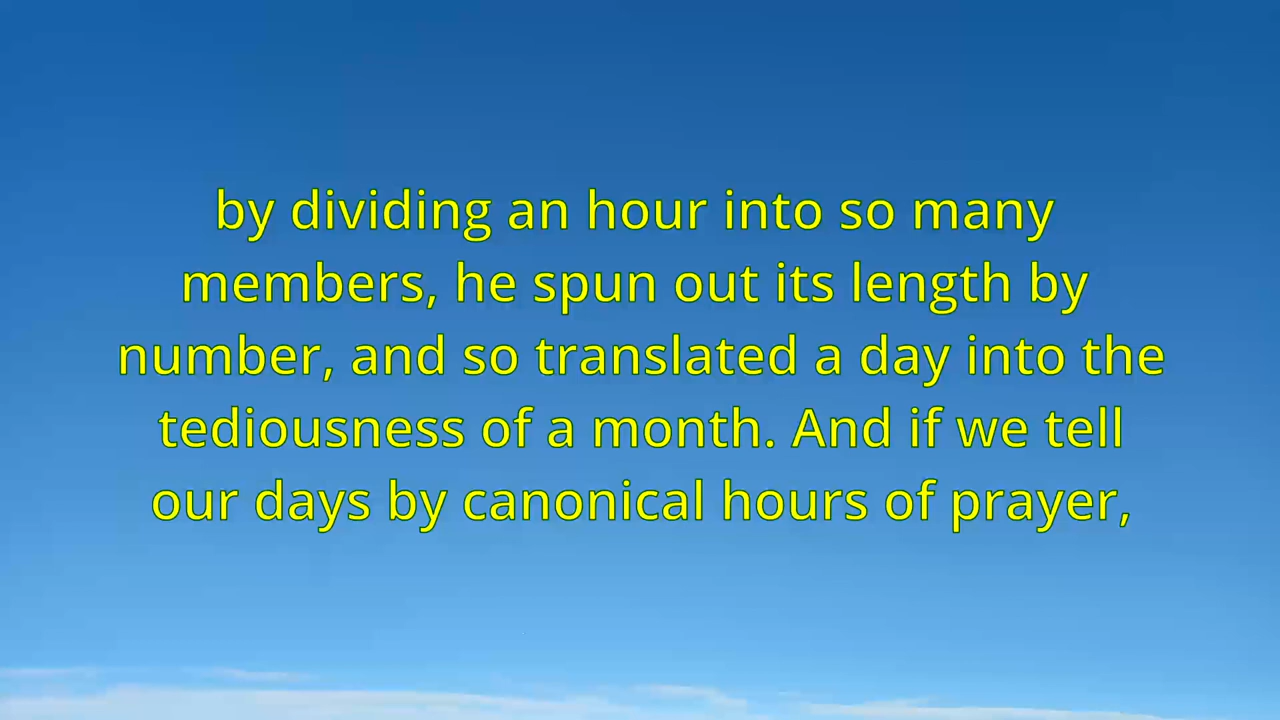 by dividing an hour into so many
members, he spun out its length by
number, and so translated a day into the
tediousness of a month. And if we tell
our days by canonical hours of prayer,